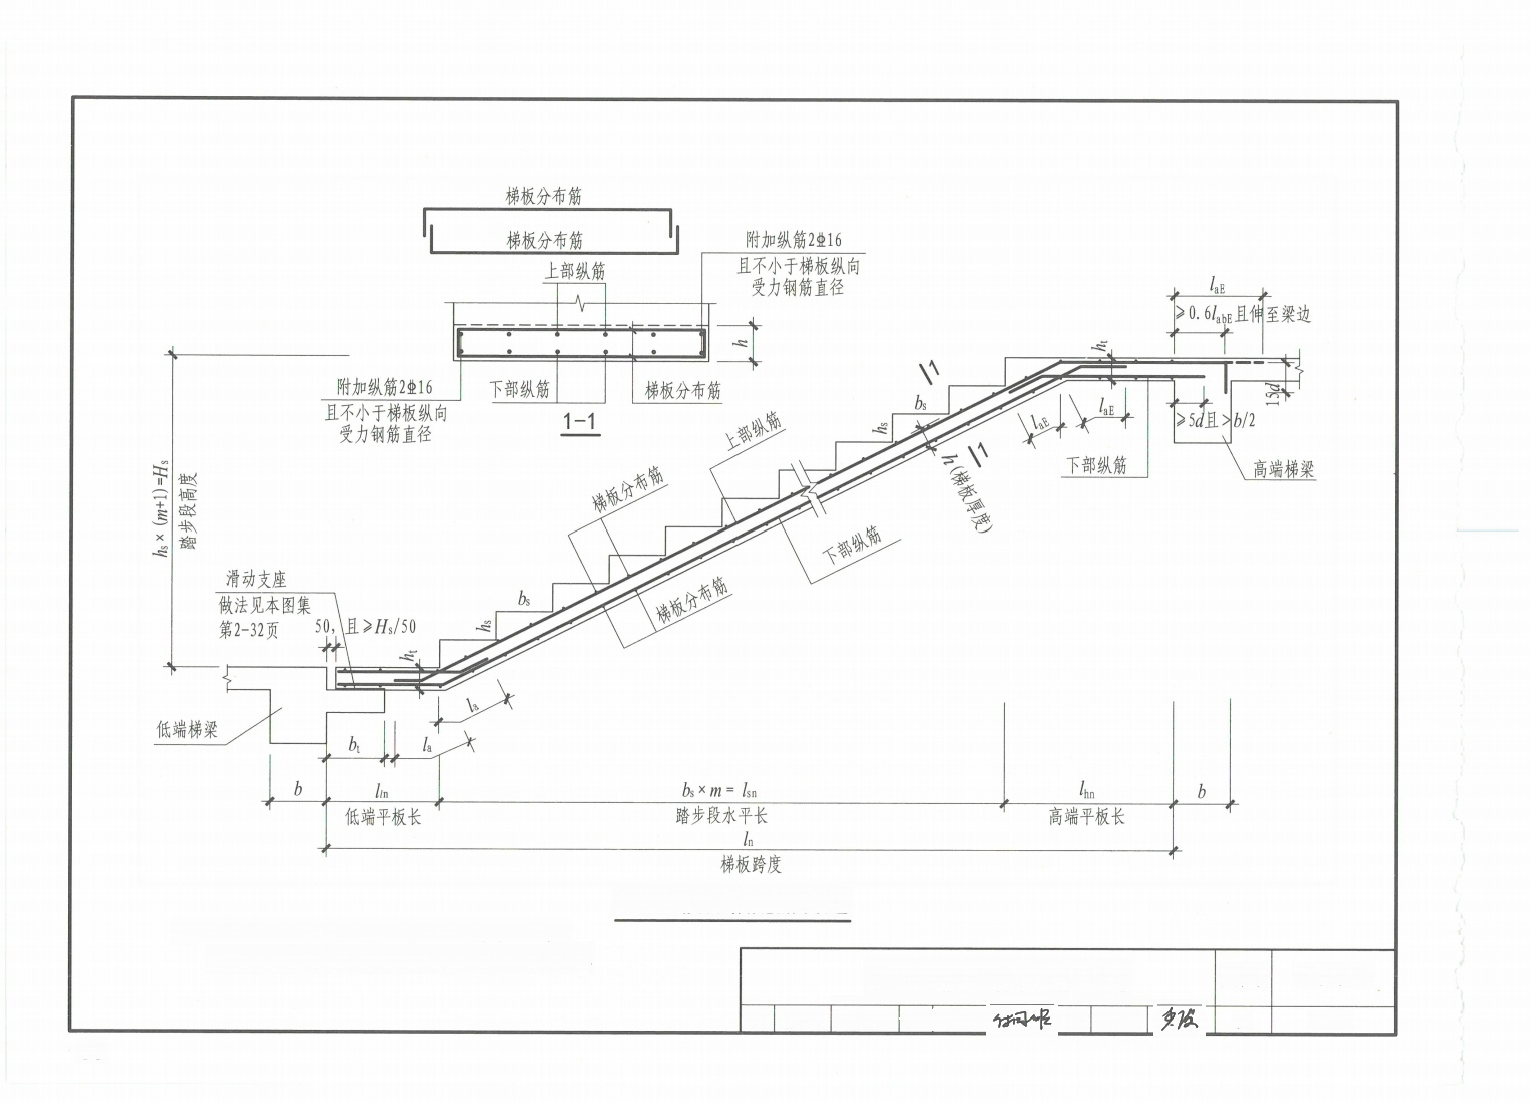 梯板分布筋
梯板分布筋
上部纵筋
附加纵筋2Φ16
且不小于梯板纵向
受力钢筋直径
h
附加纵筋2Φ16
且不小于梯板纵向
受力钢筋直径
下部纵筋
梯板分布筋
1-1
laE
≥0.6labE且伸至梁边
ht
15d
≥5d且>b/2
laE
laE
下部纵筋
高端梯梁
1
1
bs
hs
h(梯板厚度)
上部纵筋
梯板分布筋
下部纵筋
梯板分布筋
hs×(m+1)=Hs
踏步段高度
滑动支座
做法见本图集
第2-32页
50,且≥Hs/50
bs
hs
ht
低端梯梁
la
la
bt
b
lln
低端平板长
bs×m=lsn
踏步段水平长
lhn
高端平板长
b
ln
梯板跨度